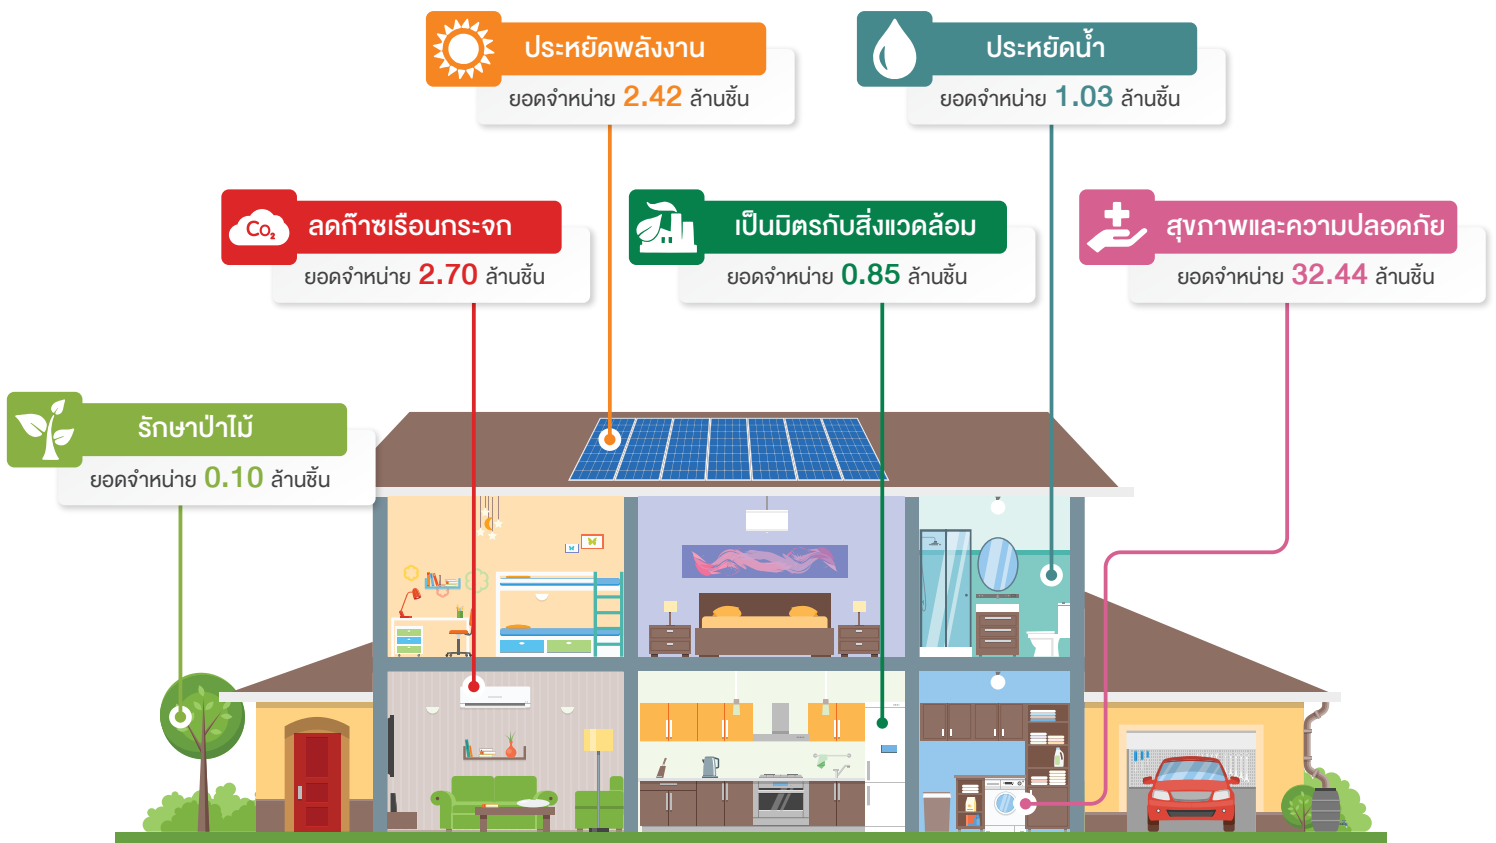 ประหยัดพลังงาน
ยอดจำหน่าย 2.42 ล้านชิ้น
ประหยัดน้ำ
ยอดจำหน่าย 1.03 ล้านชิ้น
Co₂
ลดก๊าซเรือนกระจก
ยอดจำหน่าย 2.70 ล้านชิ้น
เป็นมิตรกับสิ่งแวดล้อม
ยอดจำหน่าย 0.85 ล้านชิ้น
สุขภาพและความปลอดภัย
ยอดจำหน่าย 32.44 ล้านชิ้น
รักษาป่าไม้
ยอดจำหน่าย 0.10 ล้านชิ้น